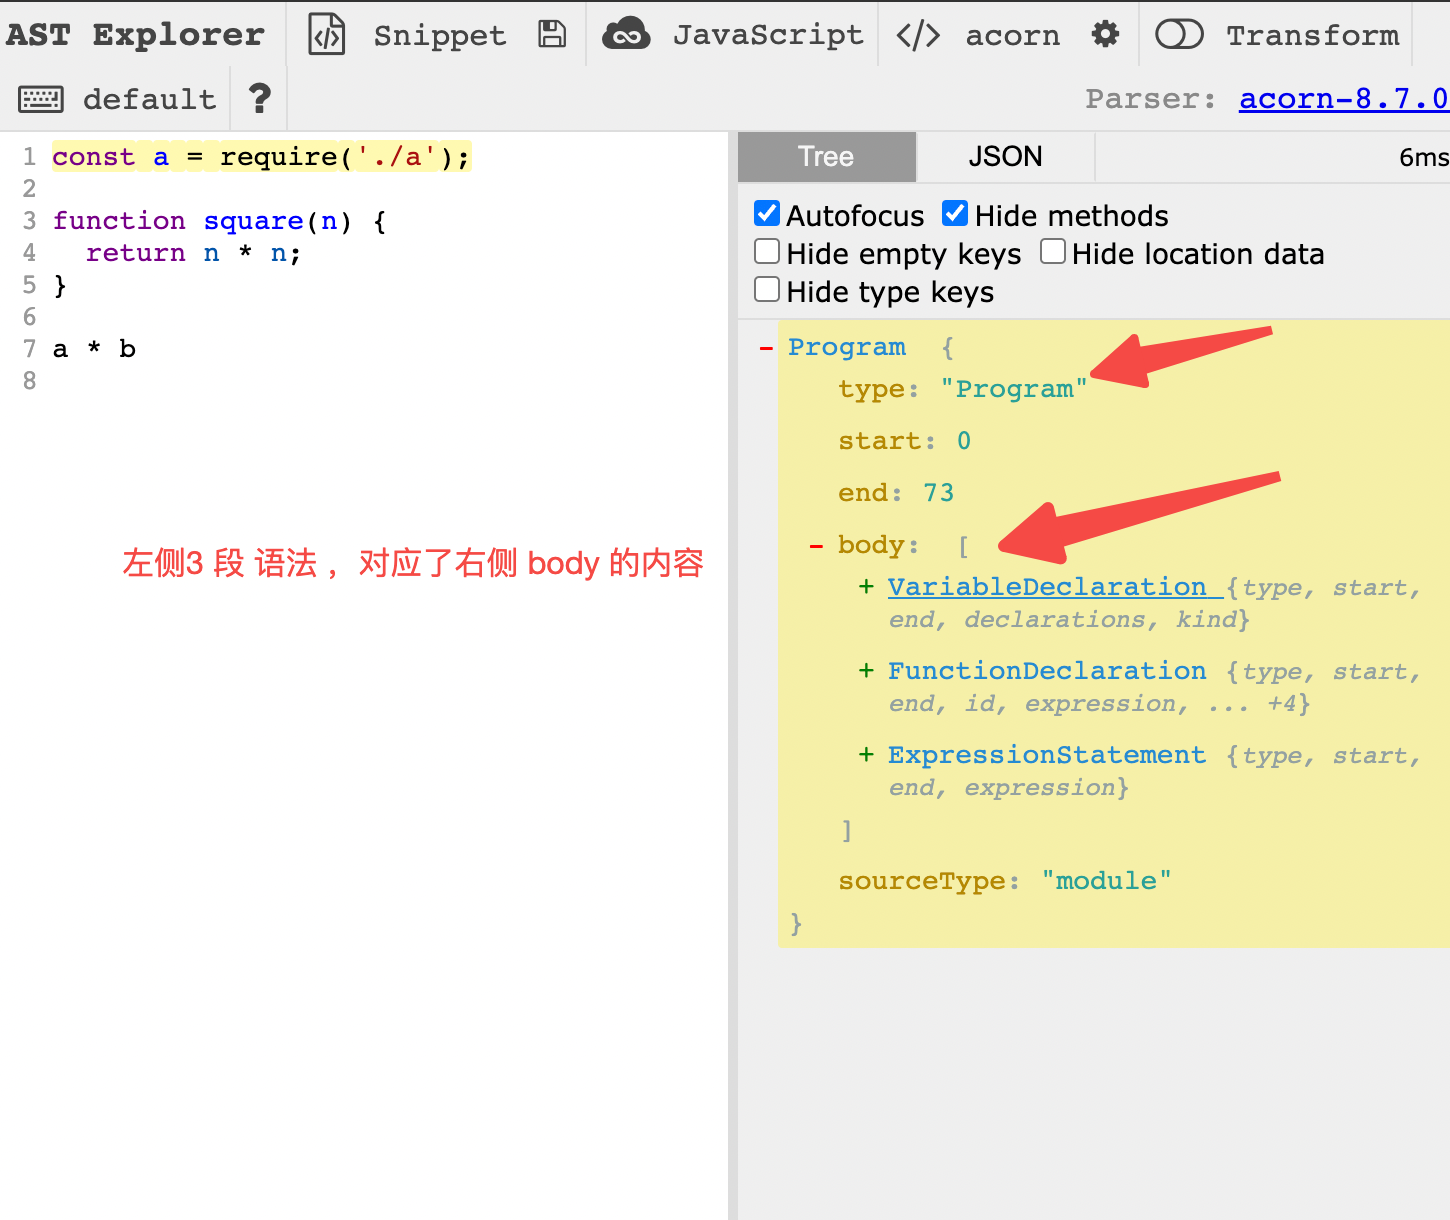 AST Explorer Snippet JavaScript </> acorn Transform
default ? Parser: acorn-8.7.0
1 const a = require('./a');
2
3 function square(n) {
4   return n * n;
5 }
6
7 a * b
8
左侧3 段 语法 ，对应了右侧 body 的内容
Tree JSON 6ms
Autofocus Hide methods
Hide empty keys Hide location data
Hide type keys
- Program {
type: "Program"
start: 0
end: 73
- body: [
+ VariableDeclaration {type, start,
end, declarations, kind}
+ FunctionDeclaration {type, start,
end, id, expression, ... +4}
+ ExpressionStatement {type, start,
end, expression}
]
sourceType: "module"
}